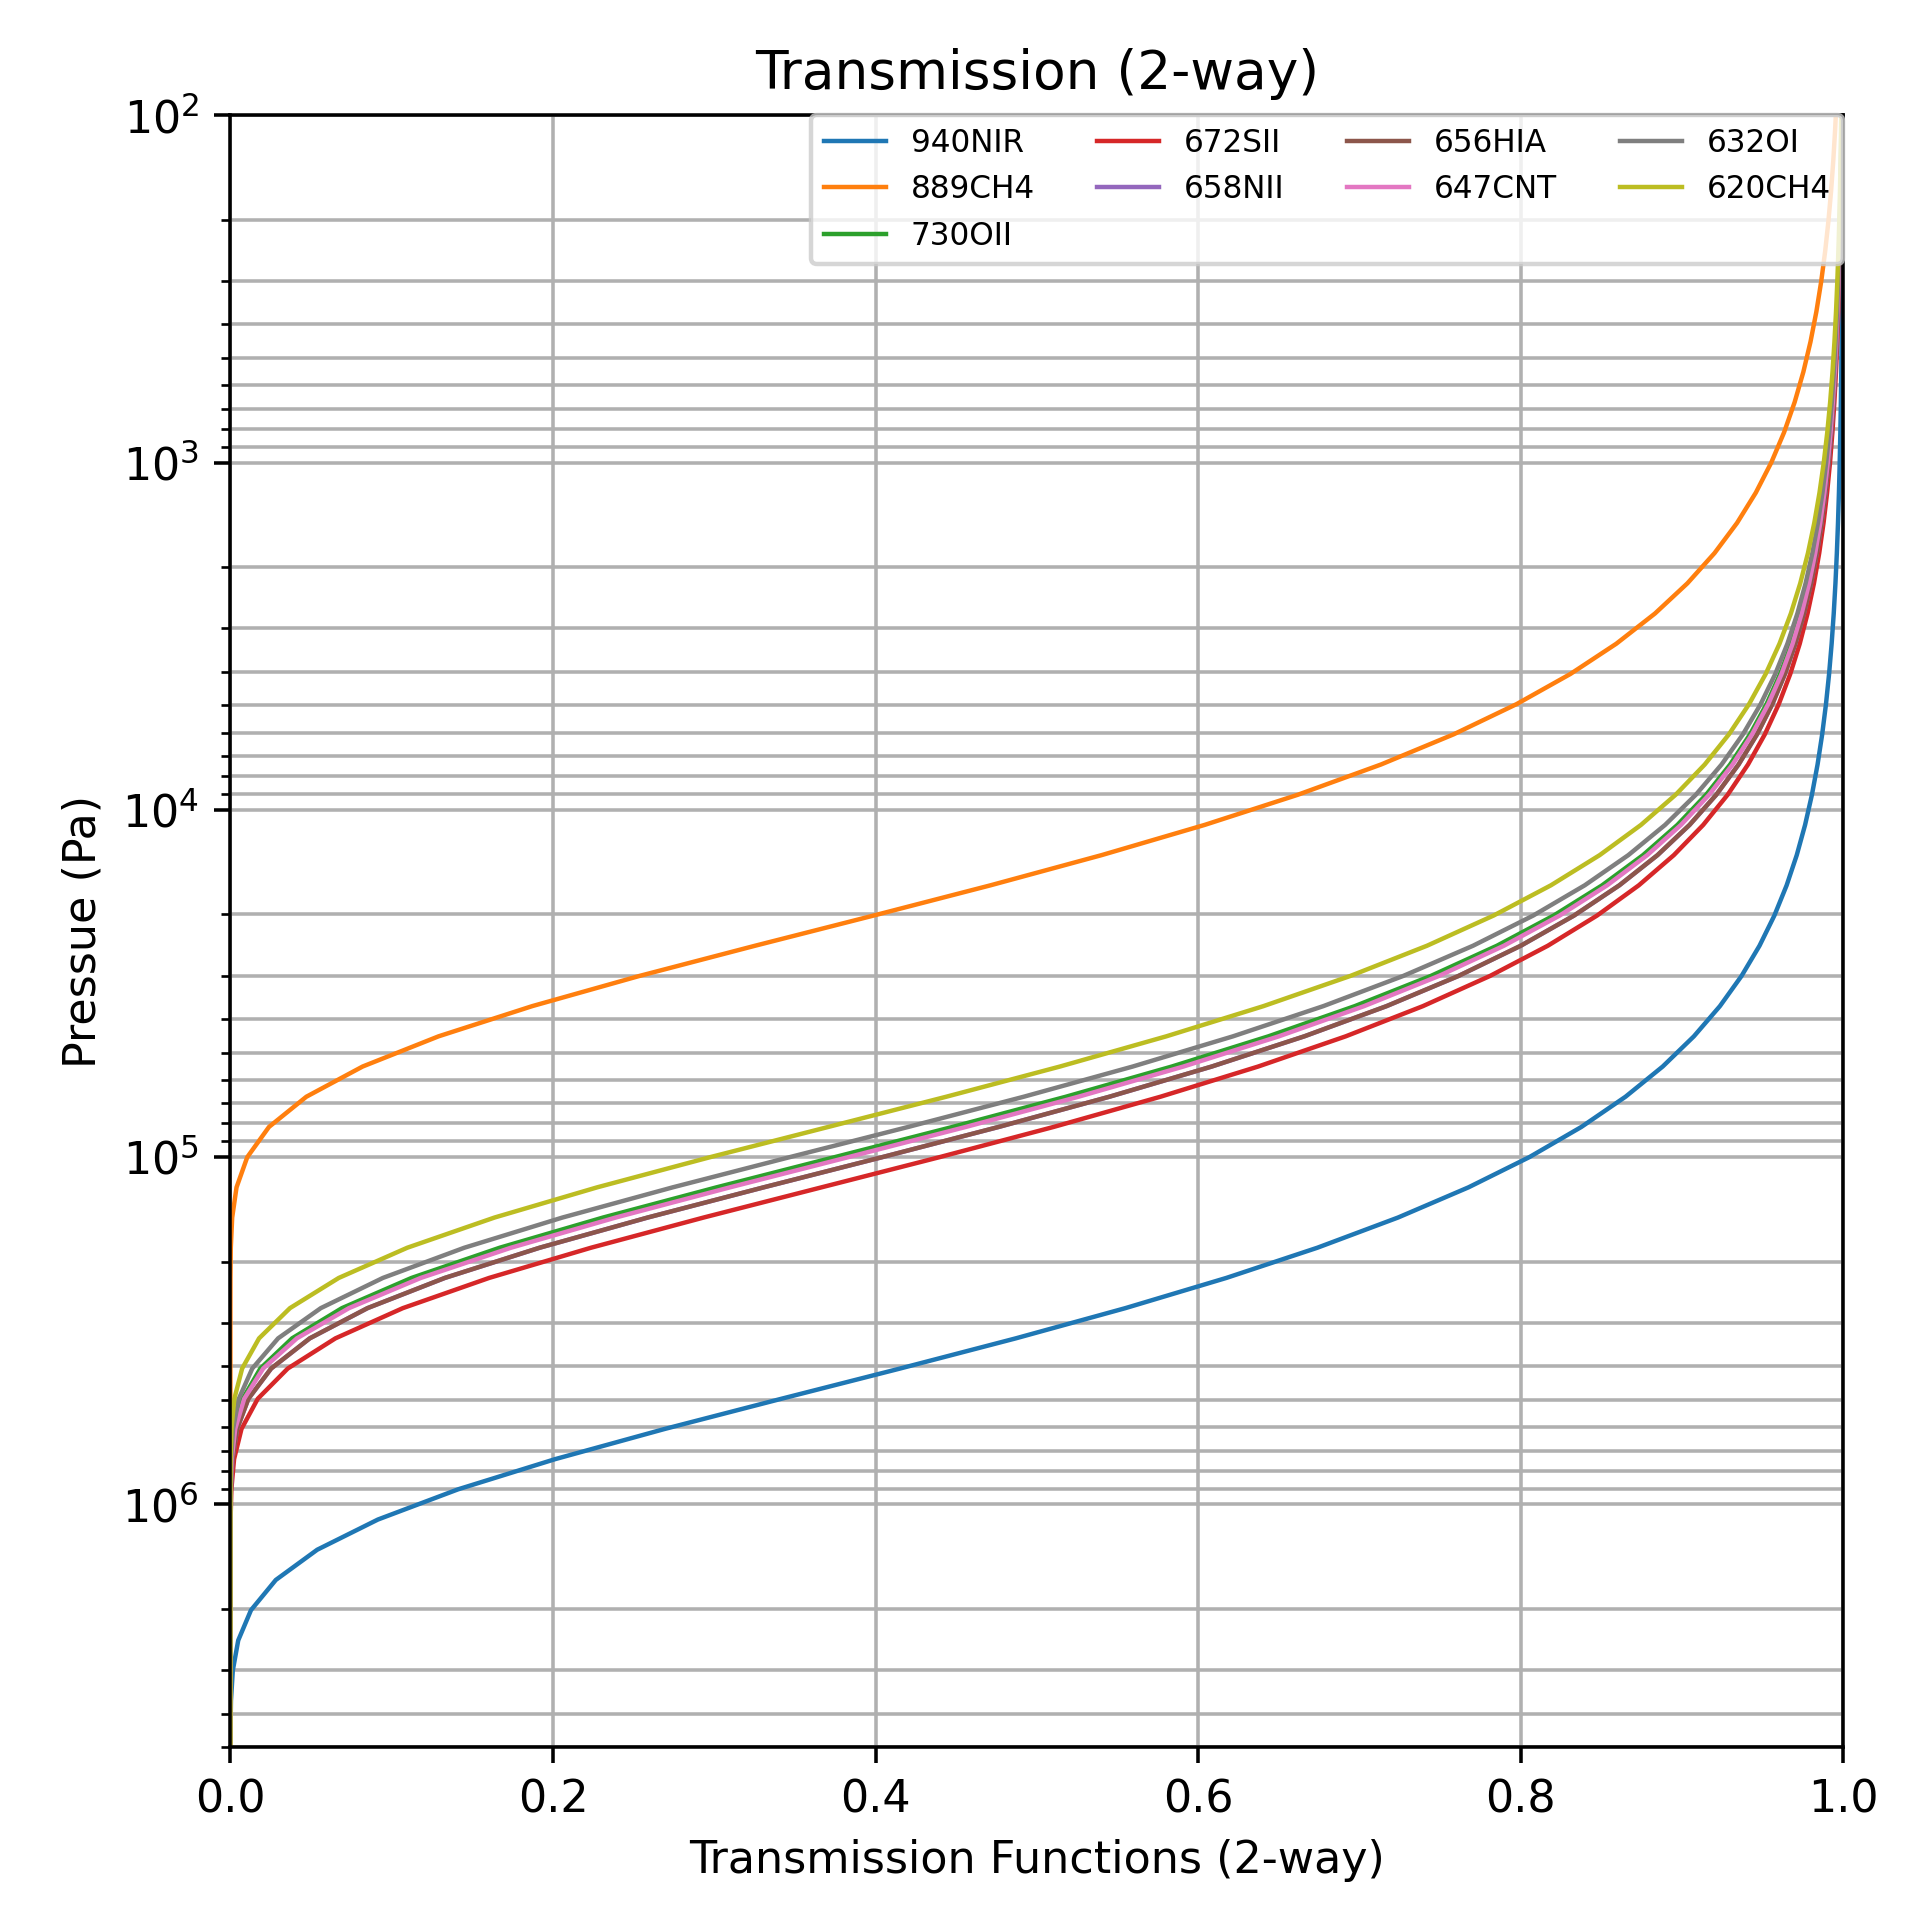 Transmission (2-way)
940NIR 672SII 656HIA 632OI
889CH4 658NII 647CNT 620CH4
730OII
10²
10³
10⁴
10⁵
10⁶
Pressue (Pa)
0.0 0.2 0.4 0.6 0.8 1.0
Transmission Functions (2-way)